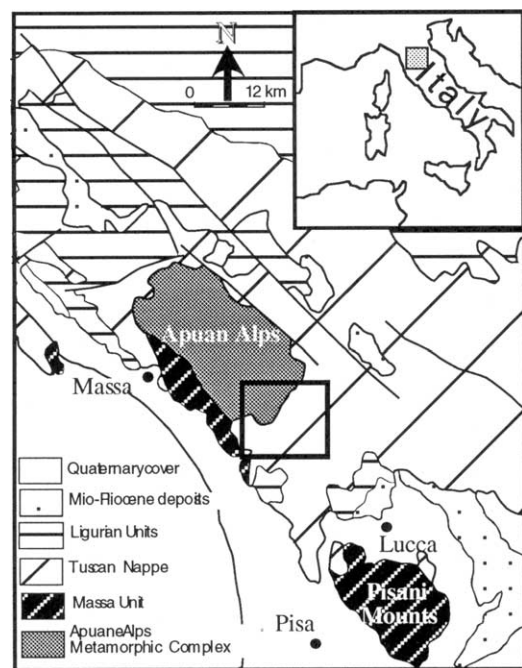 N
0 12 km
Italy
Apuan Alps
Massa
Quaternarycover
Mio-Riocene deposits
Ligurian Units
Tuscan Nappe
Massa Unit
ApuaneAlps
Metamorphic Complex
Lucca
Pisani
Mounts
Pisa